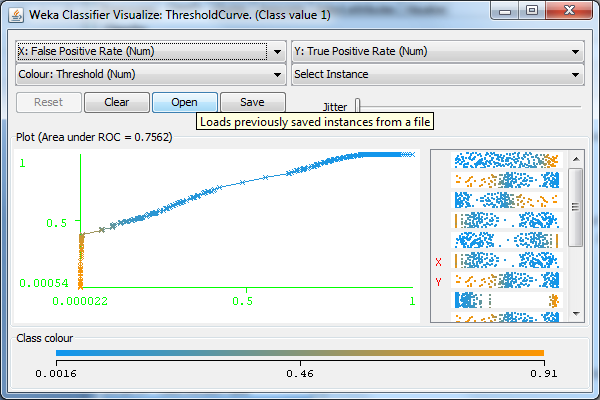 Weka Classifier Visualize: ThresholdCurve. (Class value 1)
X: False Positive Rate (Num) Y: True Positive Rate (Num)
Colour: Threshold (Num) Select Instance
Reset Clear Open Save Jitter
Loads previously saved instances from a file
Plot (Area under ROC = 0.7562)
1
0.5
X
Y
0.00054
0.000022 0.5 1
Class colour
0.0016 0.46 0.91